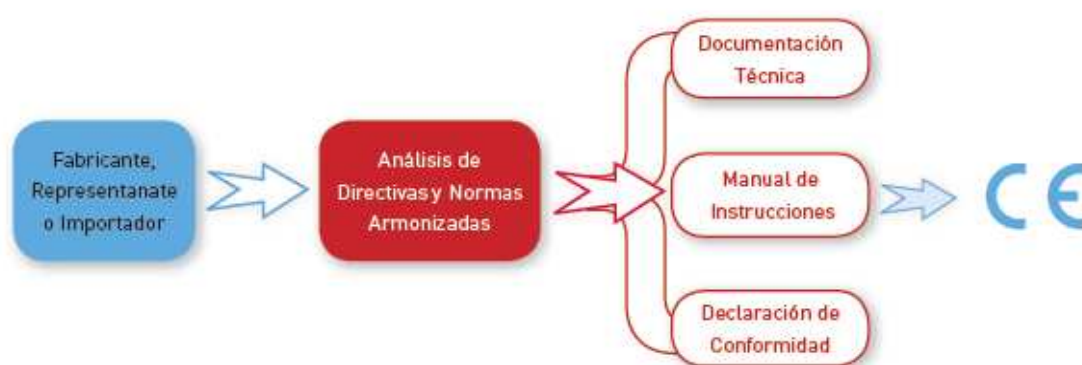 Fabricante,
Representanate
o Importador
Análisis de
Directivas y Normas
Armonizadas
Documentación
Técnica
Manual de
Instrucciones
Declaración de
Conformidad
CE